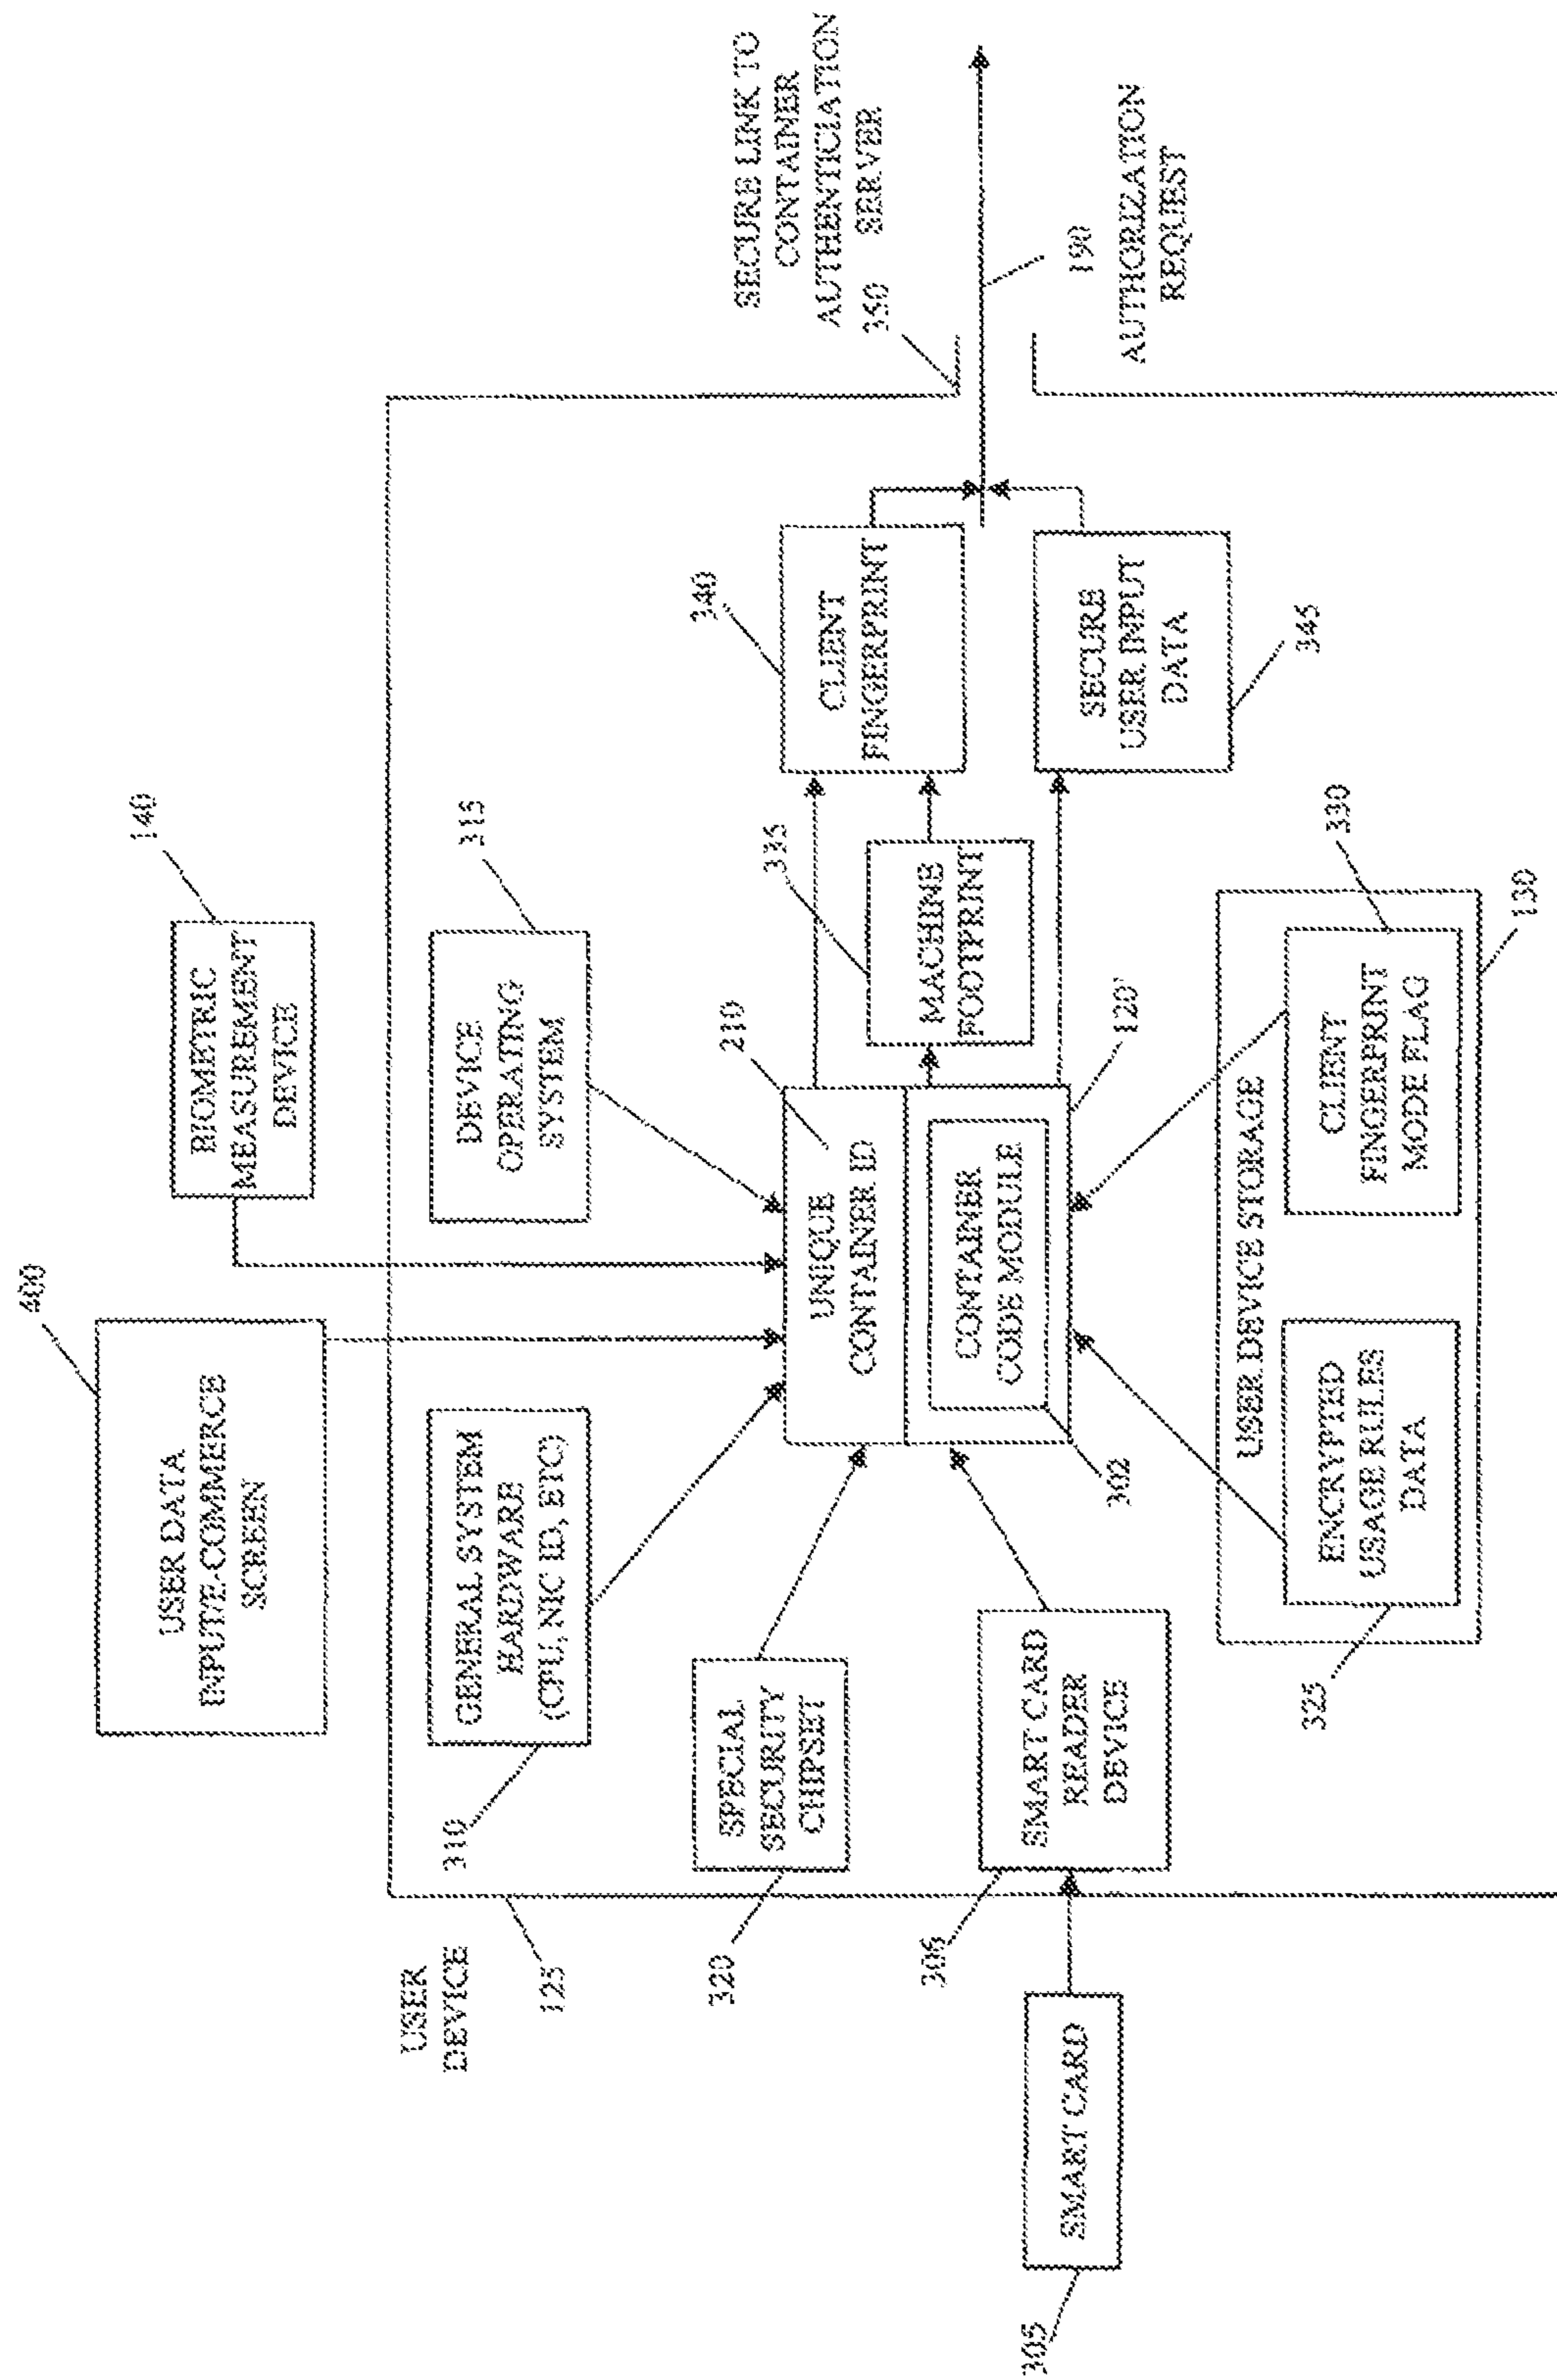 400
USER DATA
INPUT/E-COMMERCE
SCREEN
140
BIOMETRIC
MEASUREMENT
DEVICE
USER
DEVICE
125
310
GENERAL SYSTEM
HARDWARE
(CPU, NIC ID, ETC)
DEVICE
OPERATING
SYSTEM
315
320
SPECIAL
SECURITY
CHIPSET
210
UNIQUE
CONTAINER ID
CONTAINER
CODE MODULE
302
120'
335
MACHINE
FOOTPRINT
340
CLIENT
FINGERPRINT
SECURE
USER INPUT
DATA
345
SECURE LINK TO
CONTAINER
AUTHENTICIATION
SERVER
350
190
AUTHORIZATION
REQUEST
305
SMART CARD
306
SMART CARD
READER
DEVICE
USER DEVICE STORAGE
ENCRYPTED
USAGE RULES
DATA
325
CLIENT
FINGERPRINT
MODE FLAG
330
130